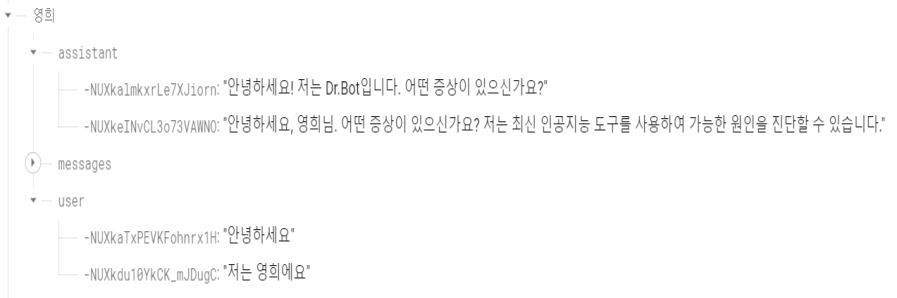 영희
assistant
-NUXkalmkxrLe7XJiorn: "안녕하세요! 저는 Dr.Bot입니다. 어떤 증상이 있으신가요?"
-NUXkeINvCL3o73VAWNO: "안녕하세요, 영희님. 어떤 증상이 있으신가요? 저는 최신 인공지능 도구를 사용하여 가능한 원인을 진단할 수 있습니다."
messages
user
-NUXkaTxPEVKFohnrx1H: "안녕하세요"
-NUXkdu10YkCK_mJDugC: "저는 영희에요"